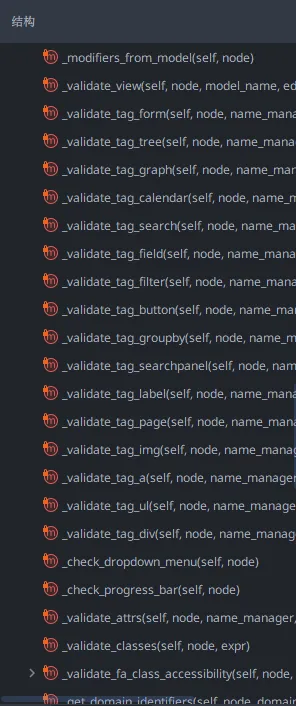 结构
_modifiers_from_model(self, node)
_validate_view(self, node, model_name, ed
_validate_tag_form(self, node, name_mana
_validate_tag_tree(self, node, name_mana
_validate_tag_graph(self, node, name_man
_validate_tag_calendar(self, node, name_m
_validate_tag_search(self, node, name_ma
_validate_tag_field(self, node, name_mana
_validate_tag_filter(self, node, name_mana
_validate_tag_button(self, node, name_mar
_validate_tag_groupby(self, node, name_m
_validate_tag_searchpanel(self, node, nam
_validate_tag_label(self, node, name_mana
_validate_tag_page(self, node, name_mana
_validate_tag_img(self, node, name_manag
_validate_tag_a(self, node, name_manager
_validate_tag_ul(self, node, name_manage
_validate_tag_div(self, node, name_manag
_check_dropdown_menu(self, node)
_check_progress_bar(self, node)
_validate_attrs(self, node, name_manager,
_validate_classes(self, node, expr)
_validate_fa_class_accessibility(self, node,
_get_domain_identifiers(self, node, domain